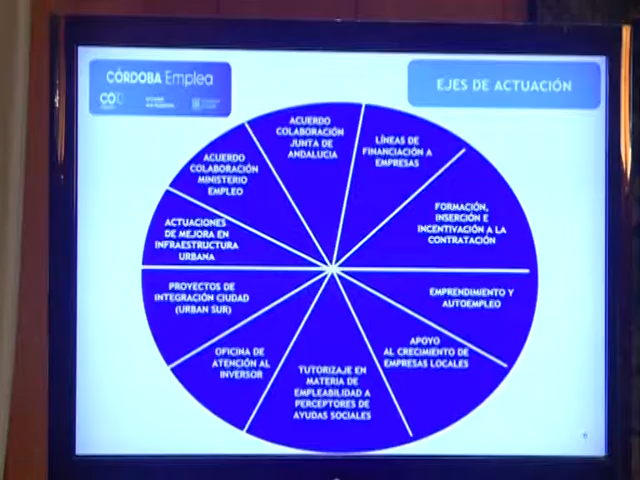 CÓRDOBA Emplea
EJES DE ACTUACIÓN
ACUERDO
COLABORACIÓN
JUNTA DE
ANDALUCIA
LÍNEAS DE
FINANCIACIÓN A
EMPRESAS
ACUERDO
COLABORACIÓN
MINISTERIO
EMPLEO
FORMACIÓN,
INSERCIÓN E
INCENTIVACIÓN A LA
CONTRATACIÓN
ACTUACIONES
DE MEJORA EN
INFRAESTRUCTURA
URBANA
PROYECTOS DE
INTEGRACIÓN CIUDAD
(URBAN SUR)
EMPRENDIMIENTO Y
AUTOEMPLEO
OFICINA DE
ATENCIÓN AL
INVERSOR
APOYO
AL CRECIMIENTO DE
EMPRESAS LOCALES
TUTORIZAJE EN
MATERIA DE
EMPLEABILIDAD A
PERCEPTORES DE
AYUDAS SOCIALES